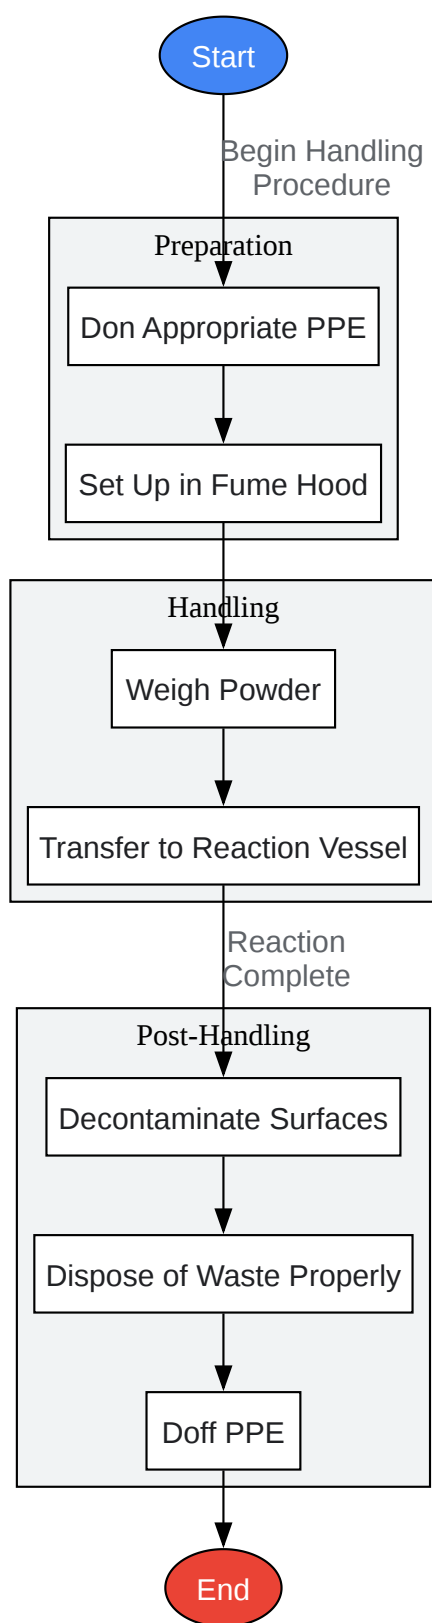 Start
Begin Handling
Procedure
Preparation
Don Appropriate PPE
Set Up in Fume Hood
Handling
Weigh Powder
Transfer to Reaction Vessel
Reaction
Complete
Post-Handling
Decontaminate Surfaces
Dispose of Waste Properly
Doff PPE
End